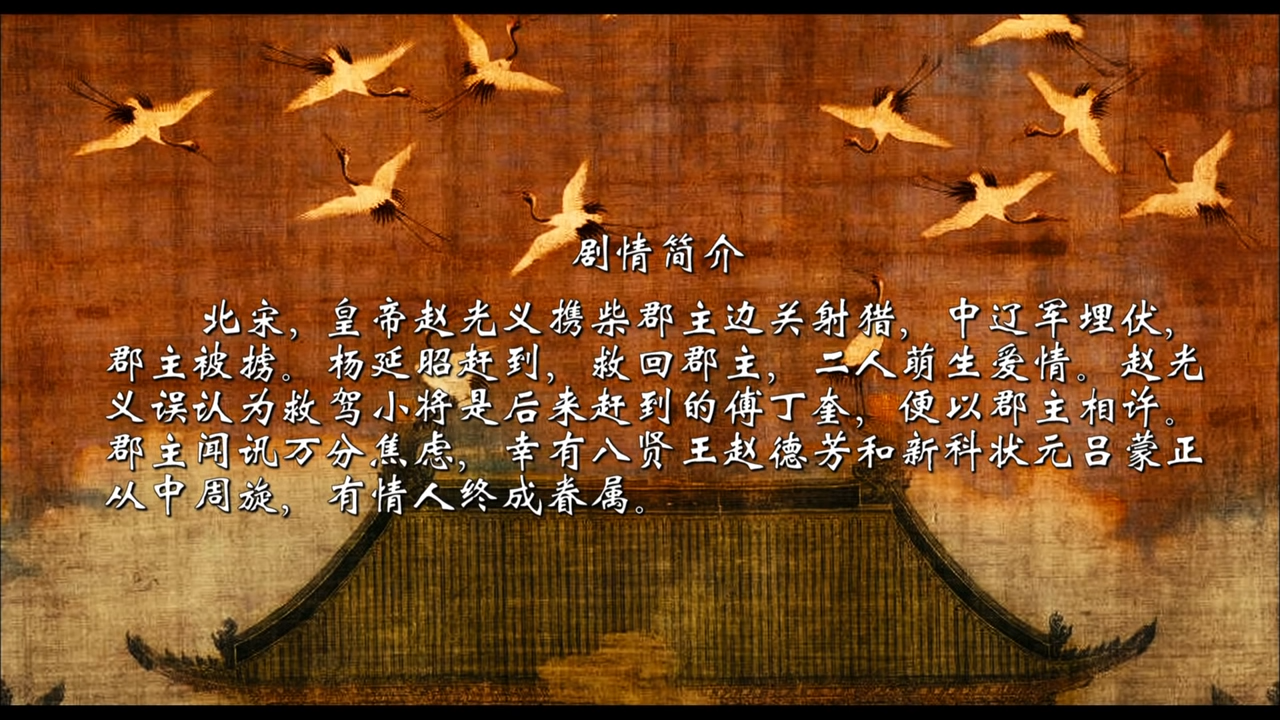 剧情简介
北宋，皇帝赵光义携柴郡主边关射猎，中辽军埋伏，
郡主被掳。杨延昭赶到，救回郡主，二人萌生爱情。赵光
义误认为救驾小将是后来赶到的傅丁奎，便以郡主相许。
郡主闻讯万分焦虑，幸有八贤王赵德芳和新科状元吕蒙正
从中周旋，有情人终成眷属。